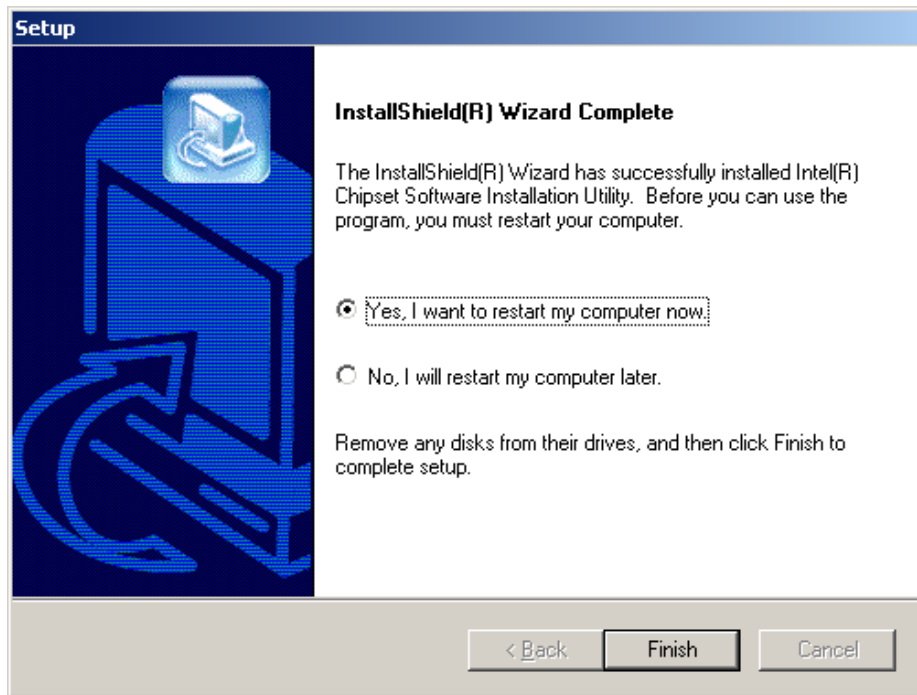 Setup
InstallShield(R) Wizard Complete
The InstallShield(R) Wizard has successfully installed Intel(R)
Chipset Software Installation Utility.  Before you can use the
program, you must restart your computer.
Yes, I want to restart my computer now.
No, I will restart my computer later.
Remove any disks from their drives, and then click Finish to
complete setup.
< Back Finish Cancel